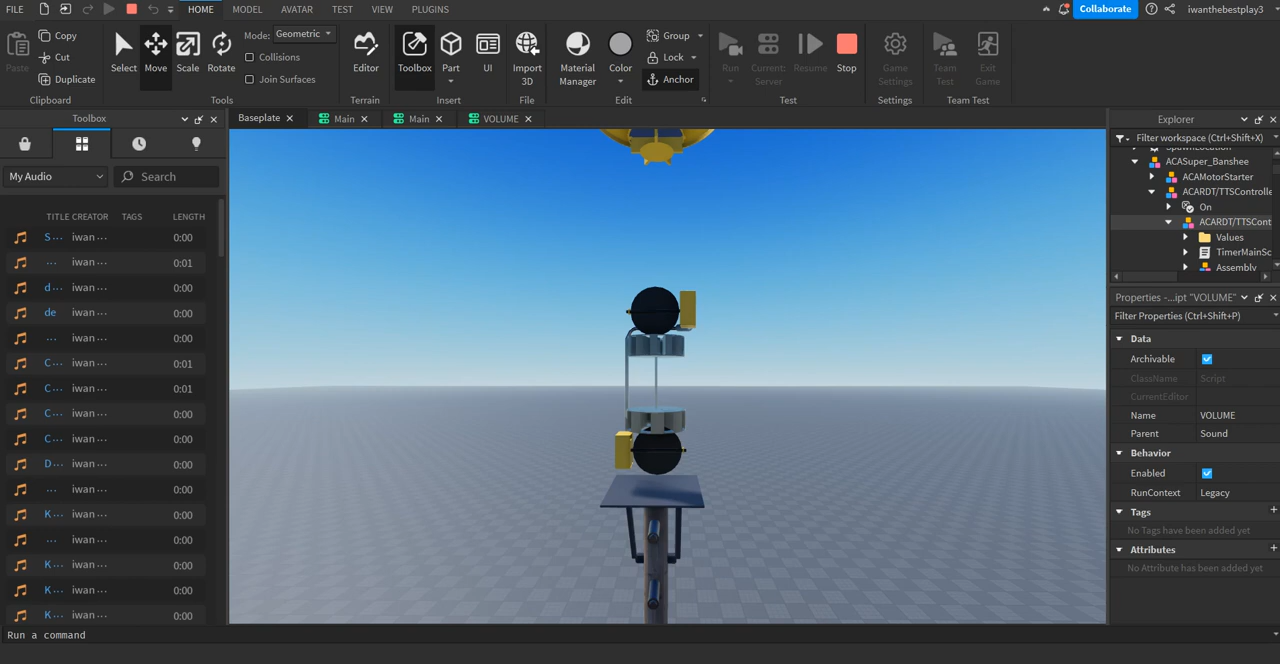 FILE
HOME MODEL AVATAR TEST VIEW PLUGINS
Collaborate
iwanthebestplay3
Paste
Copy
Cut
Duplicate
Clipboard
Select
Move
Scale
Rotate
Mode: Geometric
Collisions
Join Surfaces
Tools
Editor
Terrain
Toolbox
Part
UI
Insert
Import
3D
File
Material
Manager
Color
Group
Lock
Anchor
Edit
Run
Current:
Server
Resume
Stop
Test
Game
Settings
Settings
Team
Test
Exit
Game
Team Test
Toolbox
My Audio
Search
TITLE CREATOR TAGS LENGTH
S... iwan... 0:00
... iwan... 0:01
d... iwan... 0:00
de iwan... 0:00
... iwan... 0:00
C... iwan... 0:01
C... iwan... 0:01
C... iwan... 0:00
C... iwan... 0:00
D... iwan... 0:00
... iwan... 0:00
K... iwan... 0:00
... iwan... 0:00
K... iwan... 0:00
K... iwan... 0:00
K... iwan... 0:00
Baseplate
Main
Main
VOLUME
Explorer
Filter workspace (Ctrl+Shift+X)
SpawnLocation
ACASuper_Banshee
ACAMotorStarter
ACARDT/TTSControlle
On
ACARDT/TTSCont
Values
TimerMainSc
Assembly
Properties -...ipt "VOLUME"
Filter Properties (Ctrl+Shift+P)
Data
Archivable
ClassName Script
CurrentEditor
Name VOLUME
Parent Sound
Behavior
Enabled
RunContext Legacy
Tags
No Tags have been added yet
Attributes
No Attribute has been added yet
Run a command